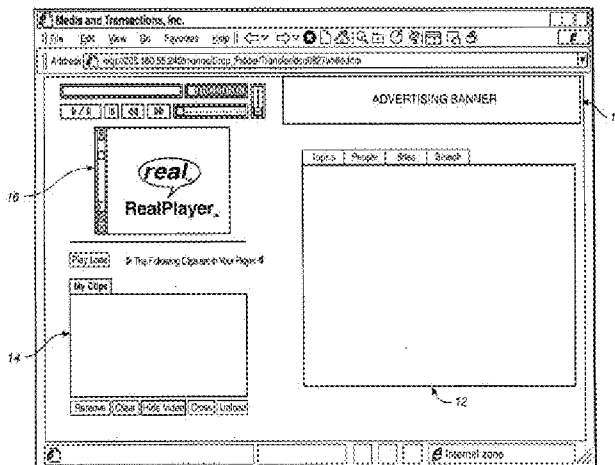 Media and Transactions, Inc.
File Edit View Go Favorites Help
Address
ADVERTISING BANNER
16
real
RealPlayer
Topics People Sites Search
Play Lists The Following Clips are in Your Player
My Clips
14
12
Remove Clear Hide Video Close Upload
Internet zone